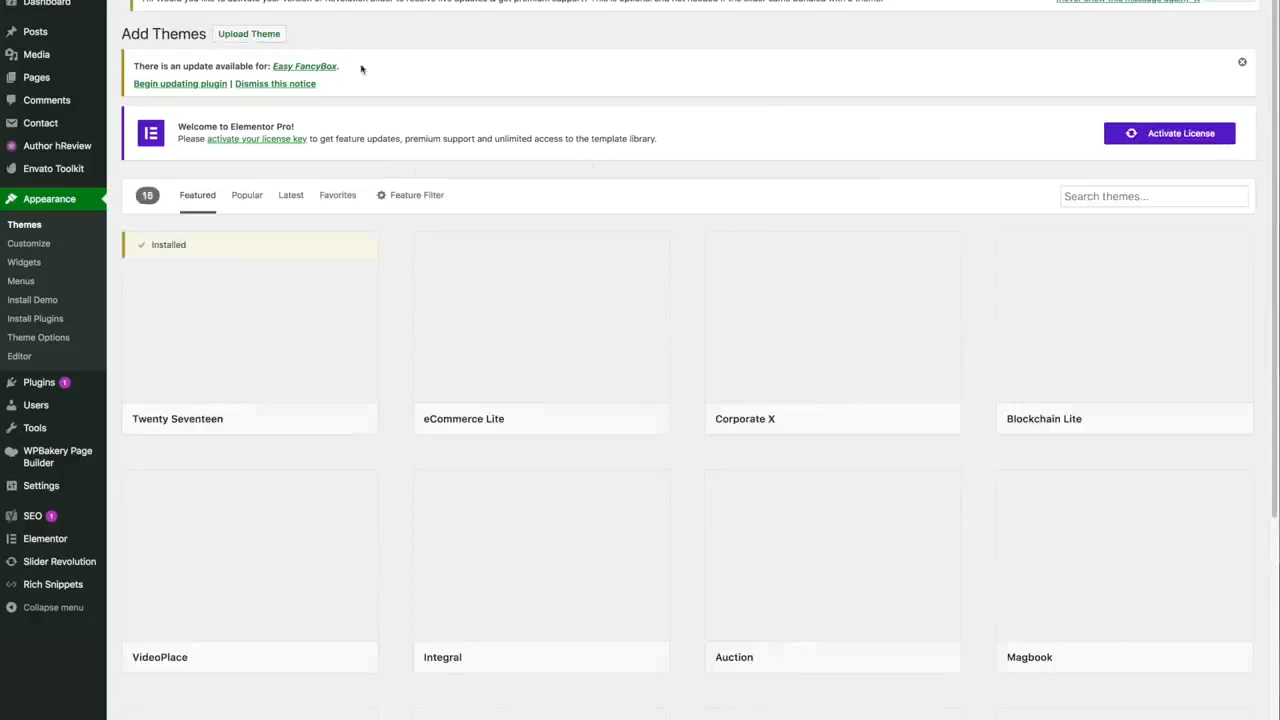 Dashboard
Posts
Media
Pages
Comments
Contact
Author hReview
Envato Toolkit
Appearance
Themes
Customize
Widgets
Menus
Install Demo
Install Plugins
Theme Options
Editor
Plugins 1
Users
Tools
WPBakery Page
Builder
Settings
SEO 1
Elementor
Slider Revolution
Rich Snippets
Collapse menu
Add Themes Upload Theme
There is an update available for: Easy FancyBox.
Begin updating plugin | Dismiss this notice
Welcome to Elementor Pro!
Please activate your license key to get feature updates, premium support and unlimited access to the template library.
Activate License
16 Featured Popular Latest Favorites Feature Filter Search themes...
Installed
Twenty Seventeen eCommerce Lite Corporate X Blockchain Lite
VideoPlace Integral Auction Magbook